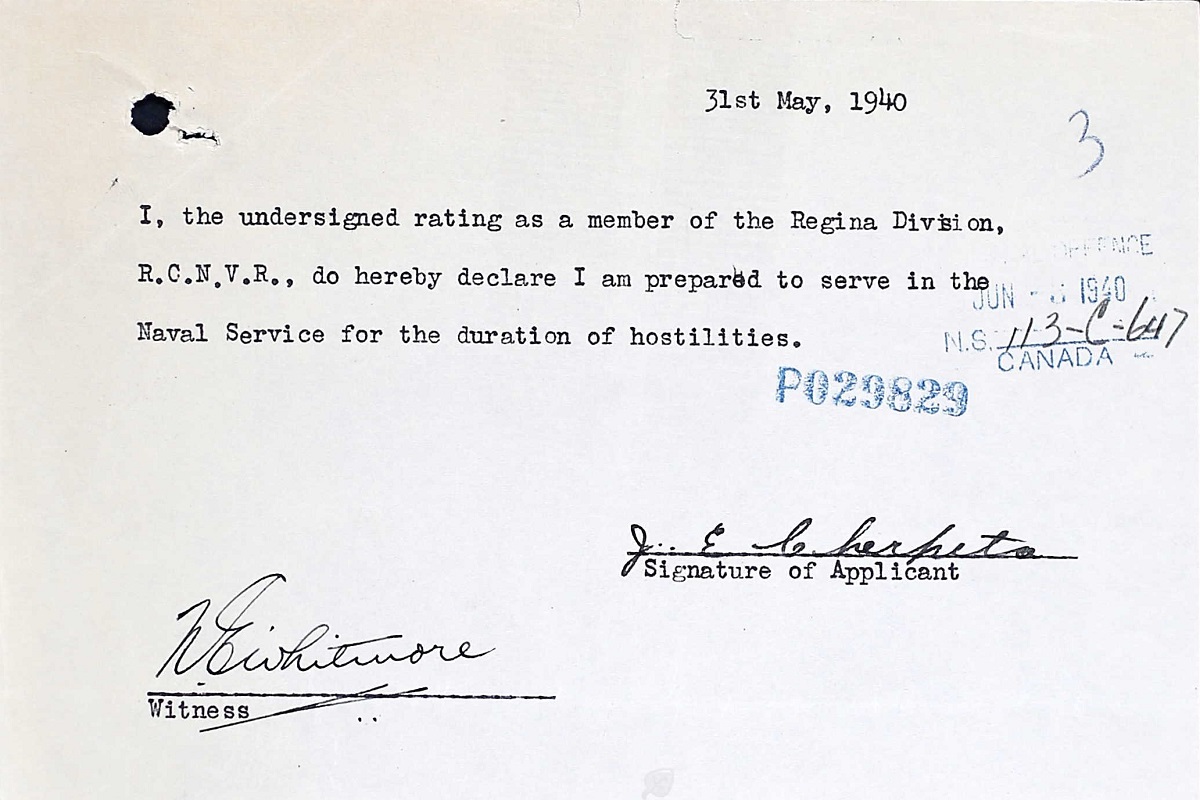 31st May, 1940
3
I, the undersigned rating as a member of the Regina Division,
R.C.N.V.R., do hereby declare I am prepared to serve in the
Naval Service for the duration of hostilities.
JUN - 1940
N.S. 113-C-647
CANADA
P029829
J. E. Cherpeta
Signature of Applicant
Whitmore
Witness